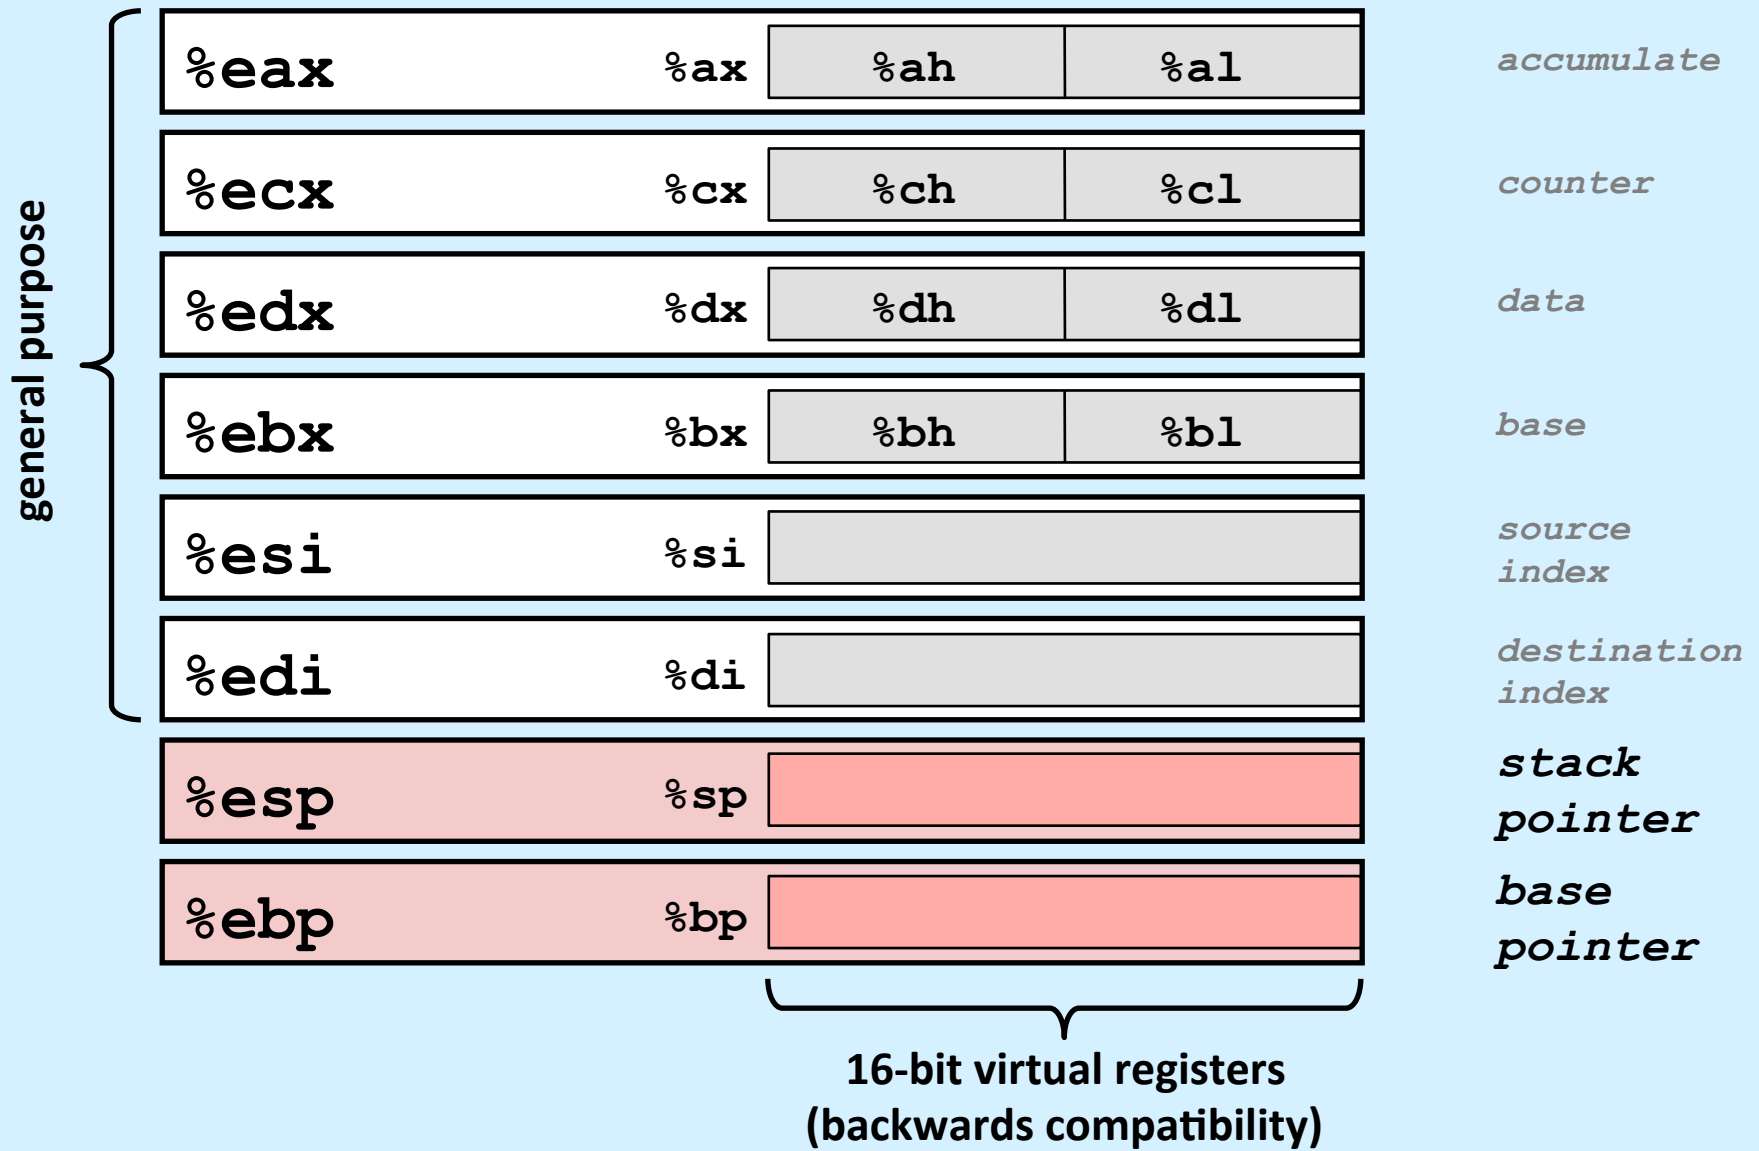 general purpose
%eax %ax %ah %al accumulate
%ecx %cx %ch %cl counter
%edx %dx %dh %dl data
%ebx %bx %bh %bl base
%esi %si source
index
%edi %di destination
index
%esp %sp stack
pointer
%ebp %bp base
pointer
16-bit virtual registers
(backwards compatibility)